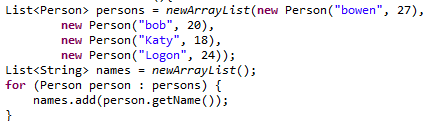 List<Person> persons = newArrayList(new Person("bowen", 27),
new Person("bob", 20),
new Person("Katy", 18),
new Person("Logon", 24));
List<String> names = newArrayList();
for (Person person : persons) {
names.add(person.getName());
}